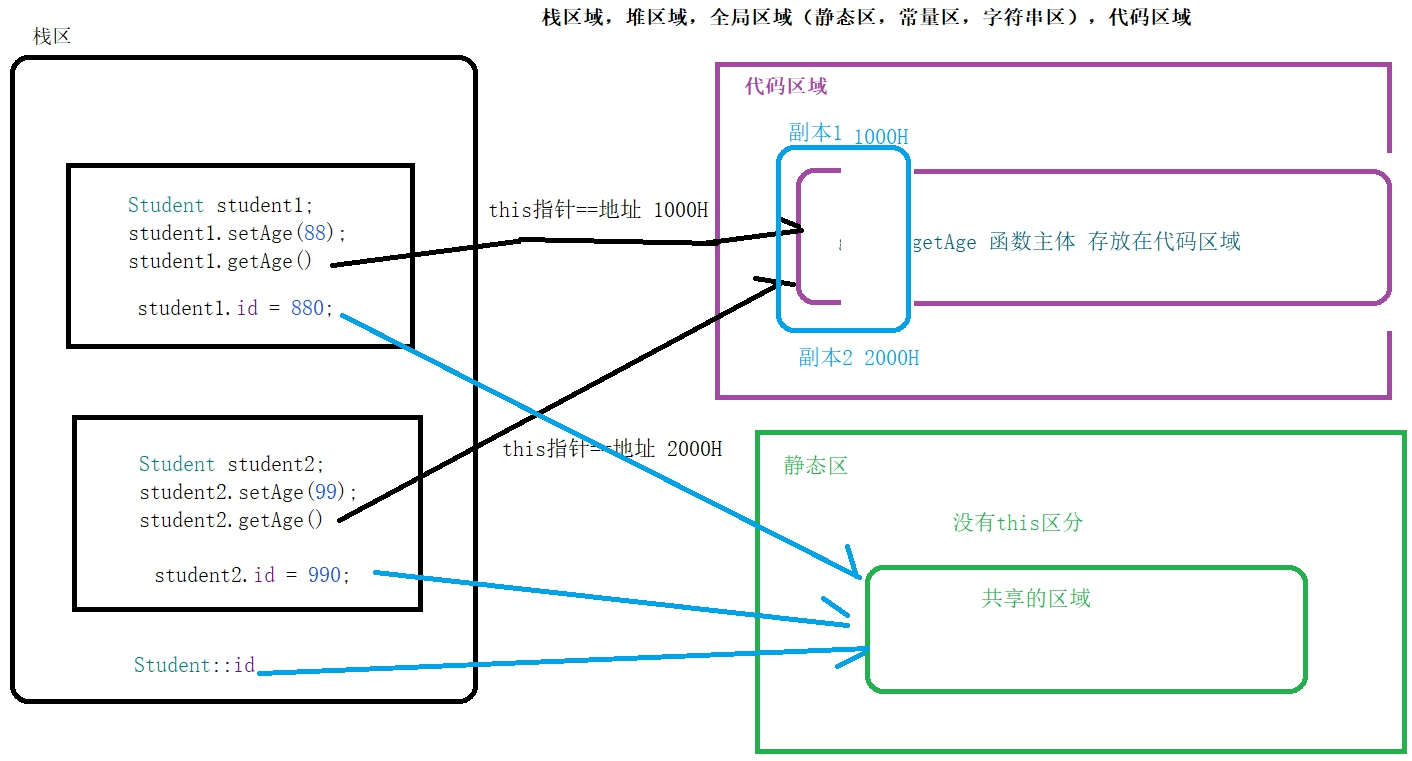 栈区域，堆区域，全局区域（静态区，常量区，字符串区），代码区域
栈区
Student student1;
student1.setAge(88);
student1.getAge()
student1.id = 880;
this指针==地址 1000H
代码区域
副本1 1000H
getAge 函数主体 存放在代码区域
副本2 2000H
Student student2;
student2.setAge(99);
student2.getAge()
student2.id = 990;
this指针==地址 2000H
Student::id
静态区
没有this区分
共享的区域